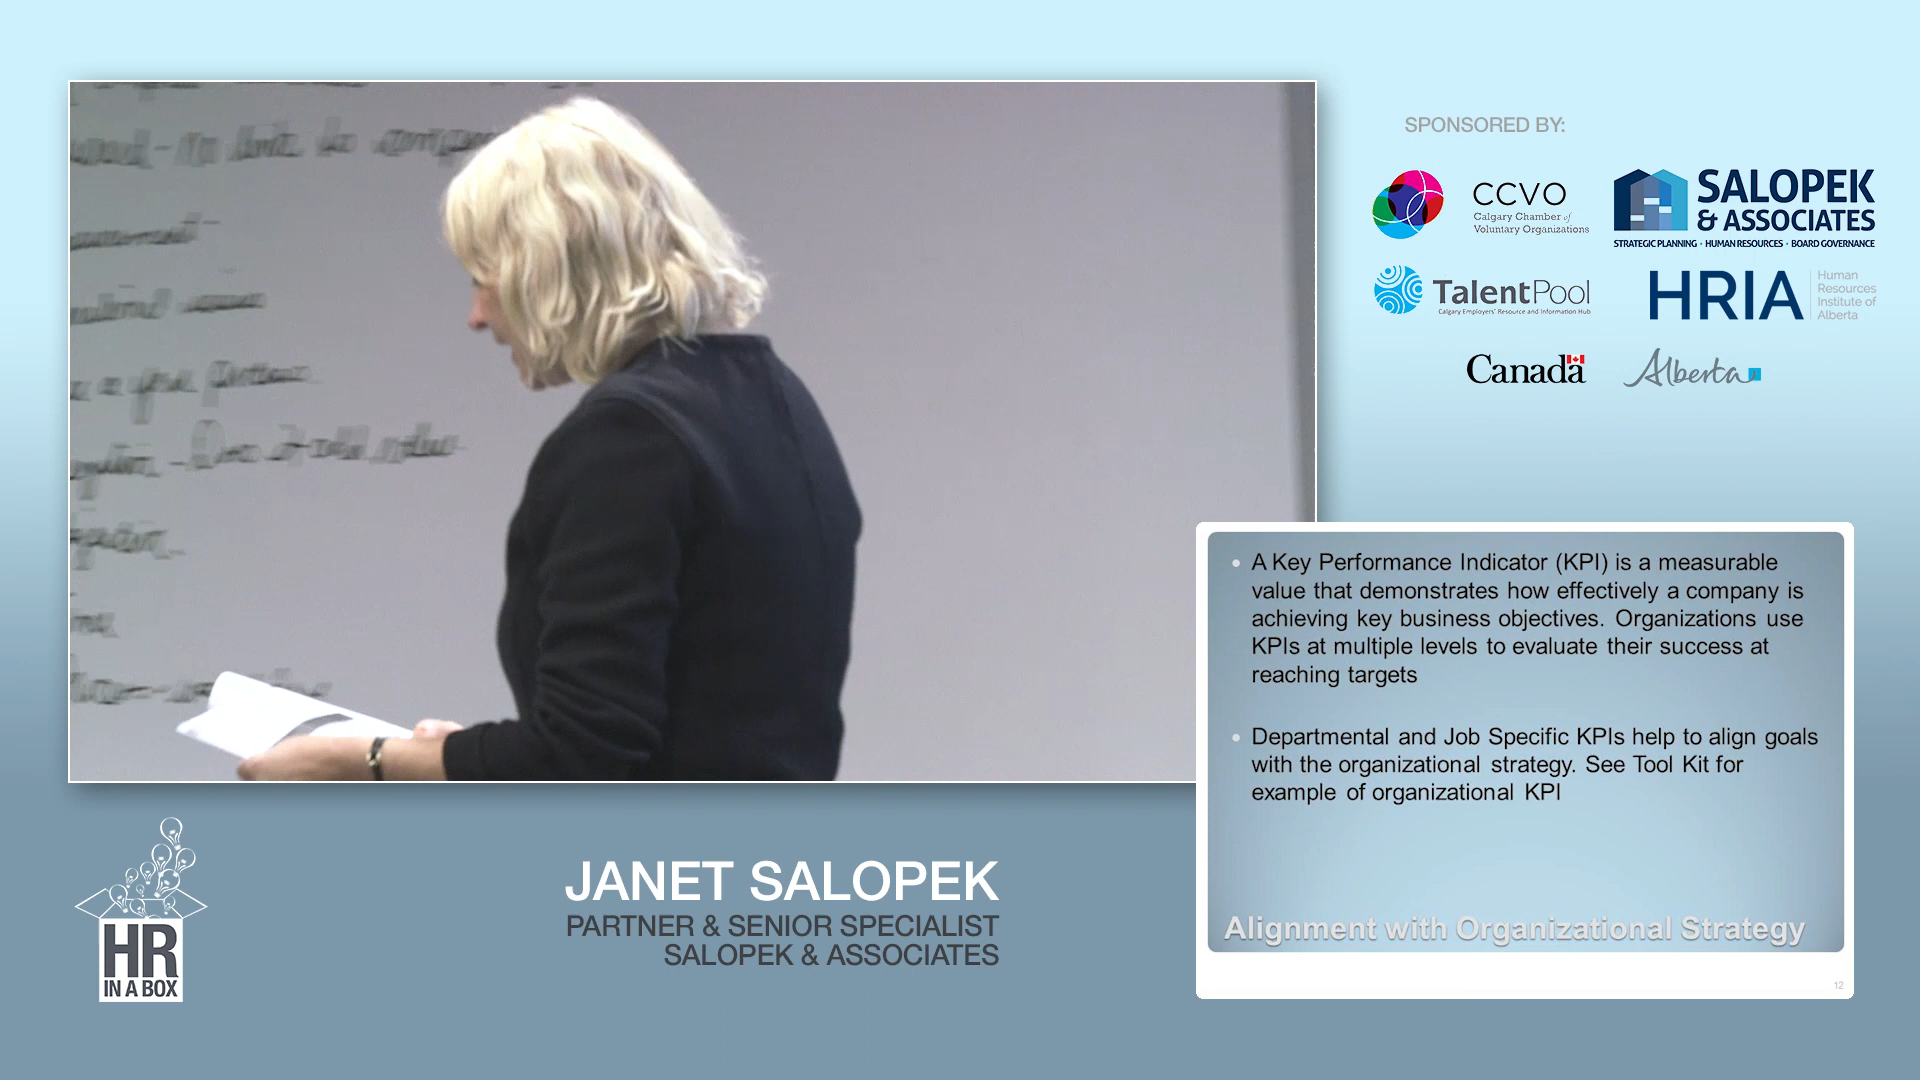 SPONSORED BY:
CCVO
Calgary Chamber of
Voluntary Organizations
SALOPEK
& ASSOCIATES
STRATEGIC PLANNING · HUMAN RESOURCES · BOARD GOVERNANCE
TalentPool
Calgary Employers' Resource and Information Hub
HRIA
Human
Resources
Institute of
Alberta
Canada
Alberta
• A Key Performance Indicator (KPI) is a measurable
value that demonstrates how effectively a company is
achieving key business objectives. Organizations use
KPIs at multiple levels to evaluate their success at
reaching targets
• Departmental and Job Specific KPIs help to align goals
with the organizational strategy. See Tool Kit for
example of organizational KPI
Alignment with Organizational Strategy
12
JANET SALOPEK
PARTNER & SENIOR SPECIALIST
SALOPEK & ASSOCIATES
HR
IN A BOX